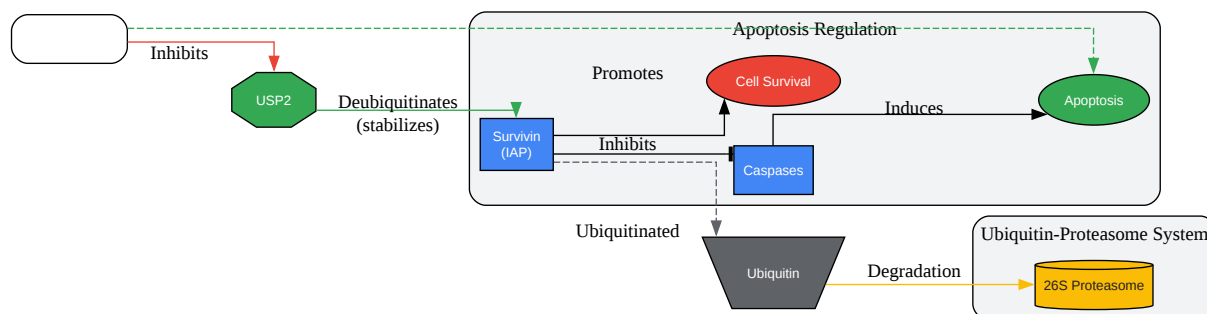 Apoptosis Regulation
Inhibits
Promotes
Cell Survival
USP2
Deubiquitinates
(stabilizes)
Induces
Apoptosis
Survivin
(IAP)
Inhibits
Caspases
Ubiquitinated
Ubiquitin-Proteasome System
Ubiquitin
Degradation
26S Proteasome